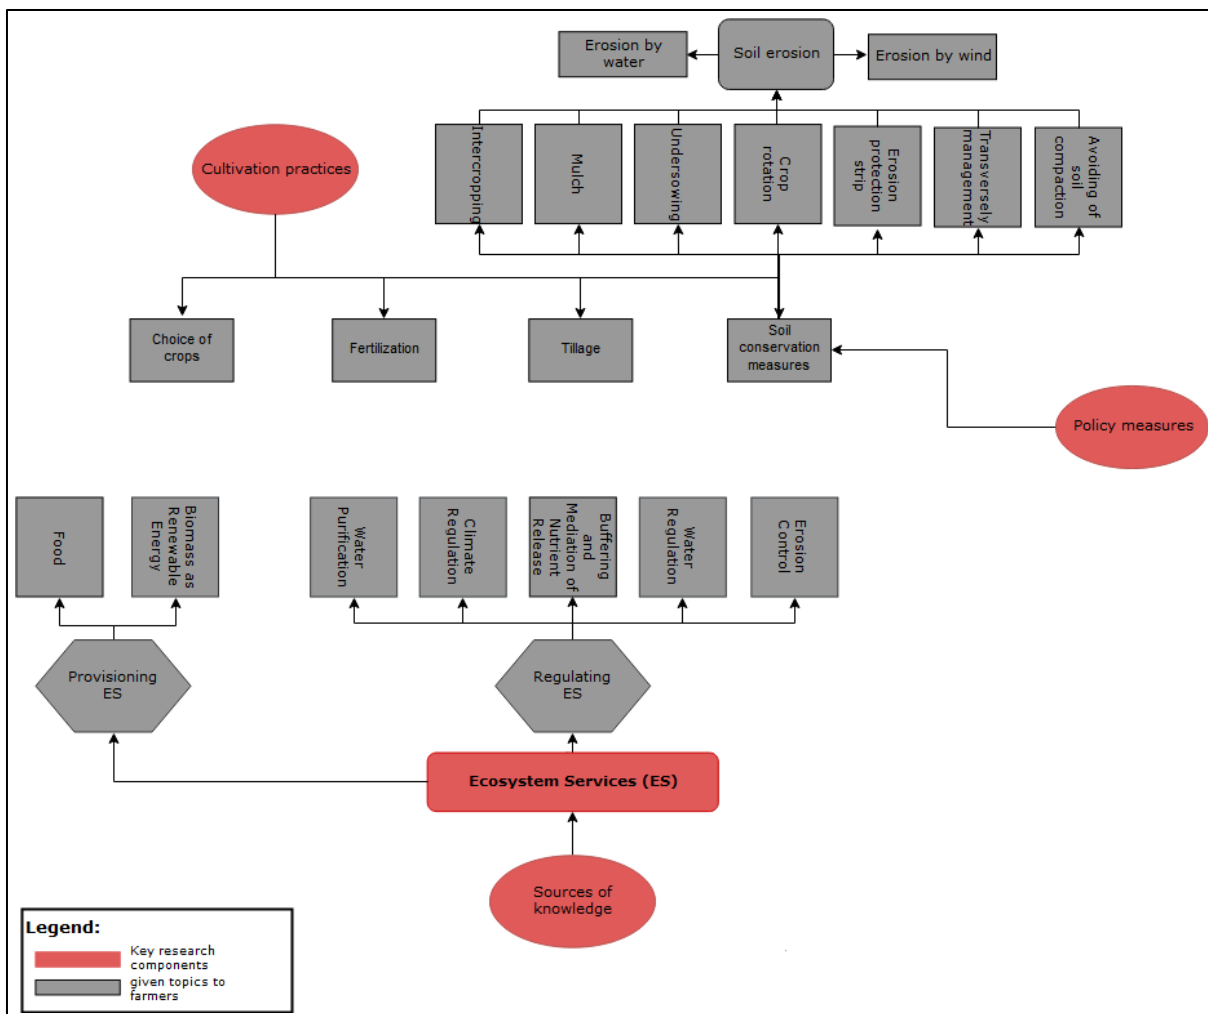 Erosion by
water
Soil erosion
Erosion by wind
Cultivation practices
Intercropping
Mulch
Undersowing
Crop
rotation
Erosion
protection
strip
Transversely
management
Avoiding of
soil
compaction
Choice of
crops
Fertilization
Tillage
Soil
conservation
measures
Policy measures
Food
Biomass as
Renewable
Energy
Water
Purification
Climate
Regulation
Buffering
and
Mediation of
Nutrient
Release
Water
Regulation
Erosion
Control
Provisioning
ES
Regulating
ES
Ecosystem Services (ES)
Sources of
knowledge
Legend:
Key research
components
given topics to
farmers